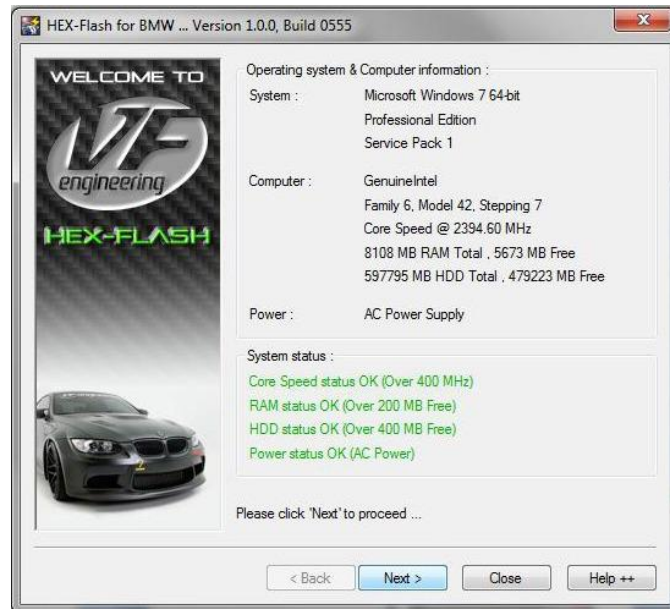 HEX-Flash for BMW ... Version 1.0.0, Build 0555
WELCOME TO
VTF
engineering
HEX-FLASH
Operating system & Computer information :
System : Microsoft Windows 7 64-bit
Professional Edition
Service Pack 1
Computer : GenuineIntel
Family 6, Model 42, Stepping 7
Core Speed @ 2394.60 MHz
8108 MB RAM Total , 5673 MB Free
597795 MB HDD Total , 479223 MB Free
Power : AC Power Supply
System status :
Core Speed status OK (Over 400 MHz)
RAM status OK (Over 200 MB Free)
HDD status OK (Over 400 MB Free)
Power status OK (AC Power)
Please click 'Next' to proceed ...
< Back Next > Close Help ++